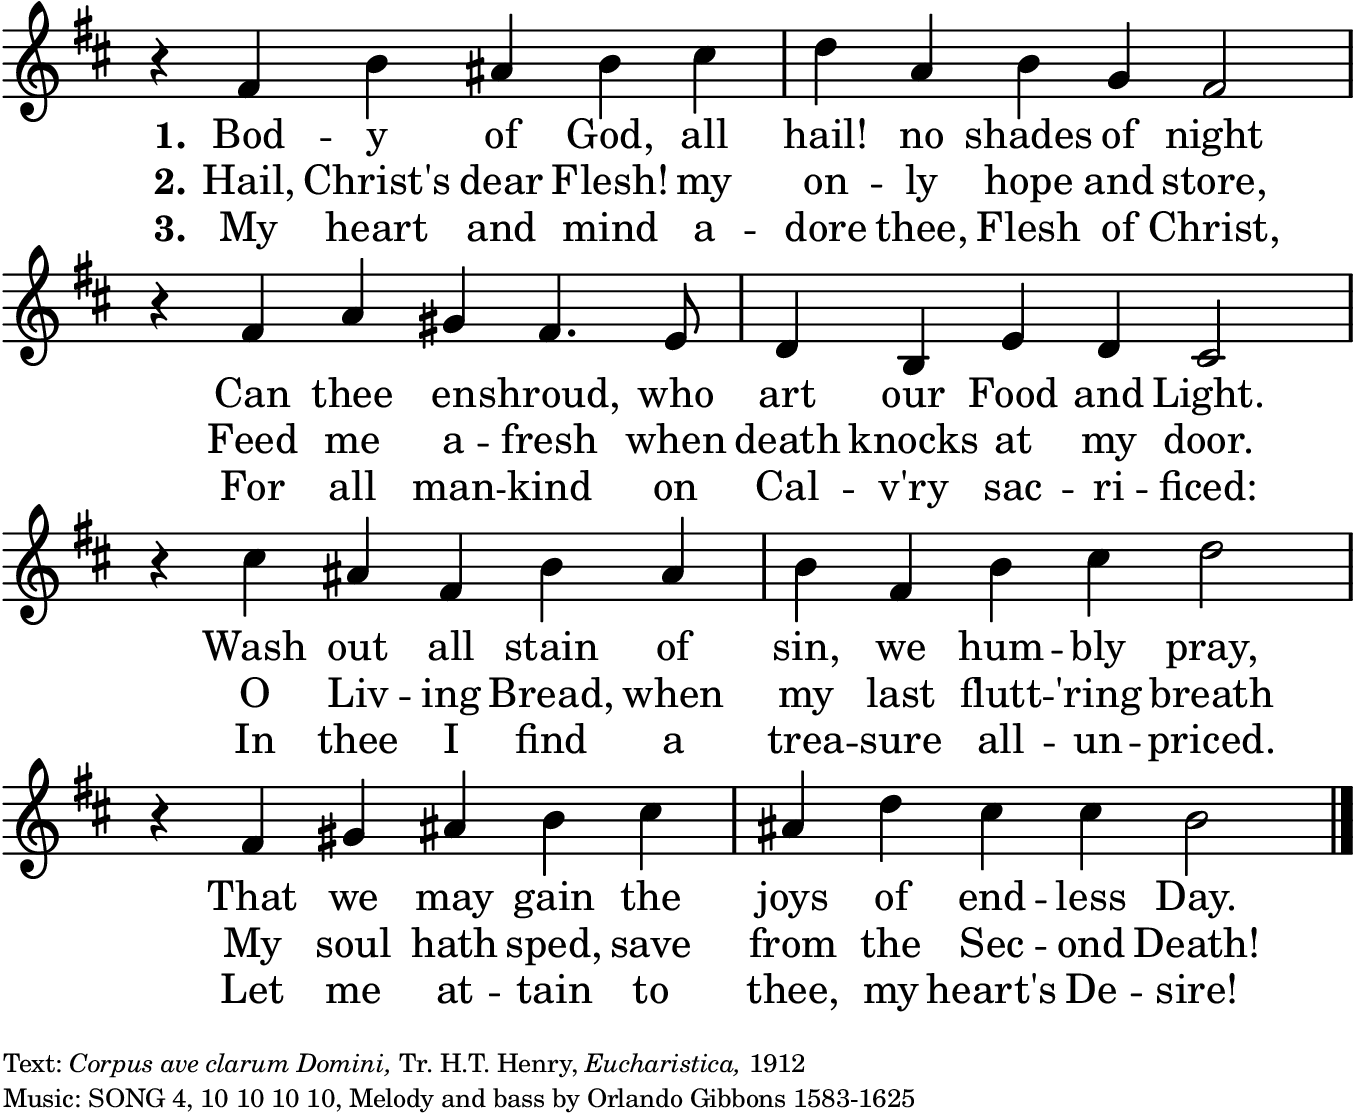 1. Bod -- y of God, all hail! no shades of night
2. Hail, Christ's dear Flesh! my on -- ly hope and store,
3. My heart and mind a -- dore thee, Flesh of Christ,
Can thee enshroud, who art our Food and Light.
Feed me a -- fresh when death knocks at my door.
For all man -- kind on Cal -- v'ry sac -- ri -- ficed:
Wash out all stain of sin, we hum -- bly pray,
O Liv -- ing Bread, when my last flutt -- 'ring breath
In thee I find a trea -- sure all -- un -- priced.
That we may gain the joys of end -- less Day.
My soul hath sped, save from the Sec -- ond Death!
Let me at -- tain to thee, my heart's De -- sire!
Text: Corpus ave clarum Domini, Tr. H.T. Henry, Eucharistica, 1912
Music: SONG 4, 10 10 10 10, Melody and bass by Orlando Gibbons 1583-1625